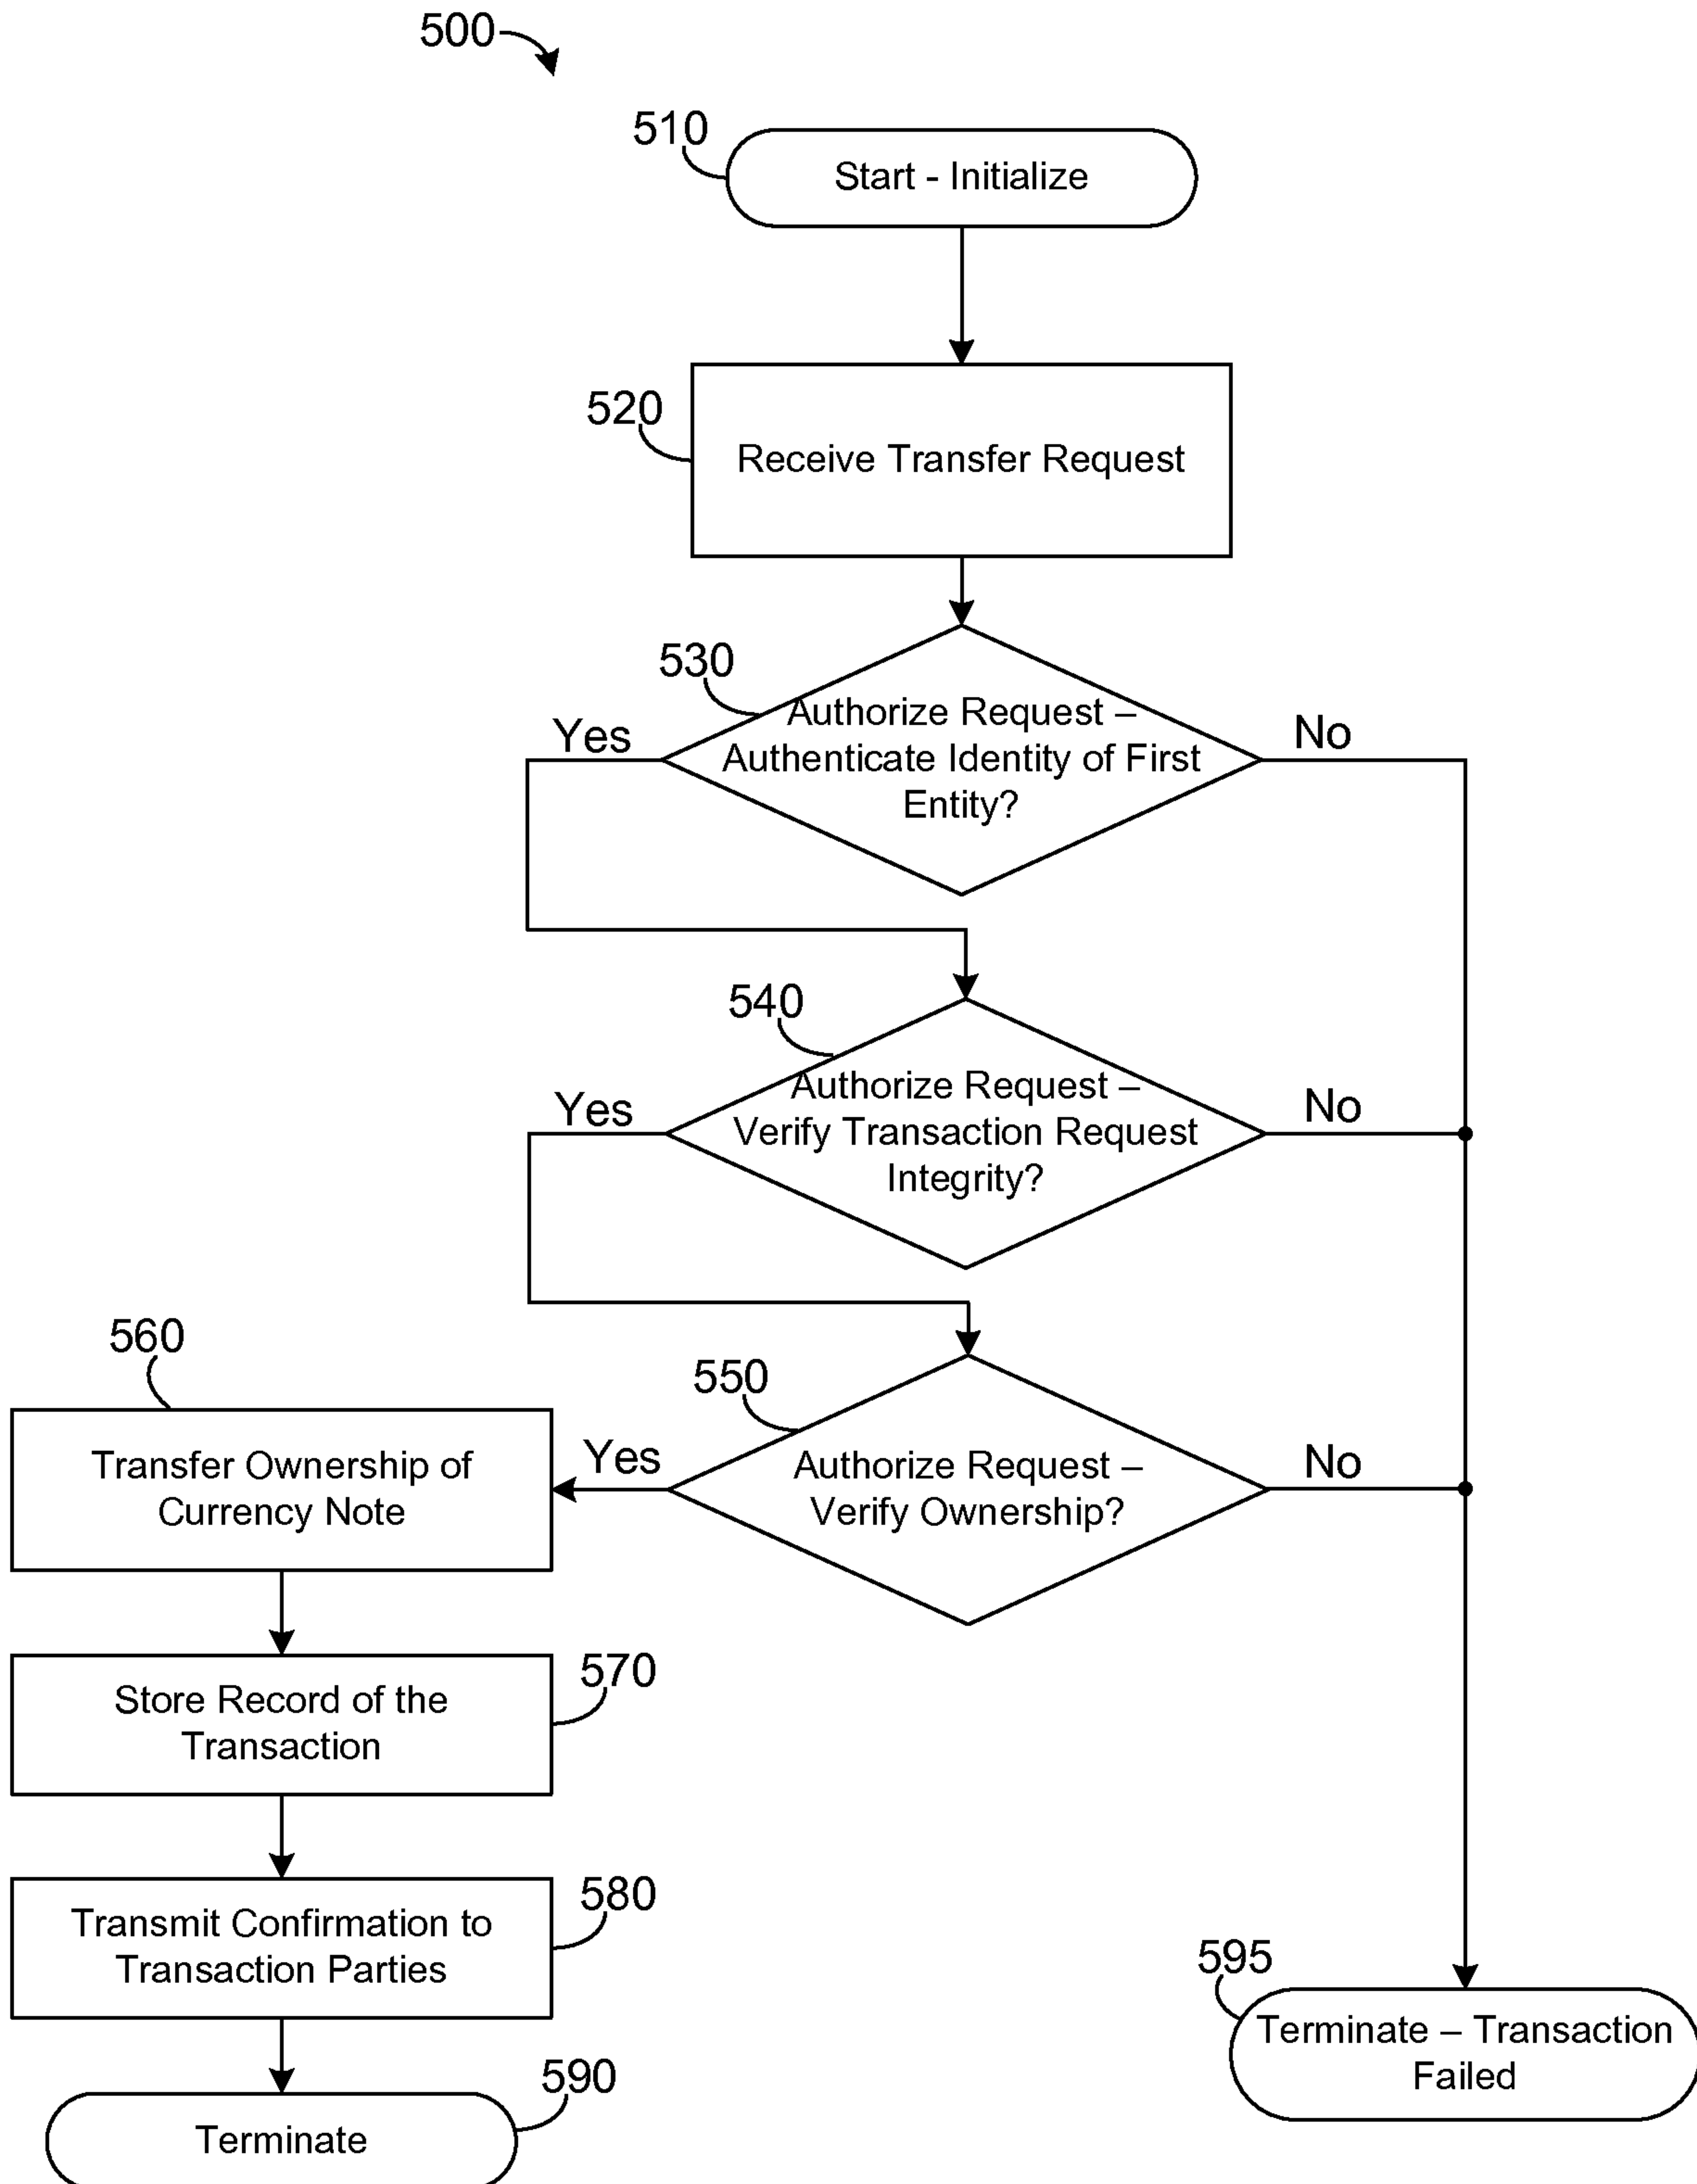 500
510
Start - Initialize
520
Receive Transfer Request
530
Authorize Request –
Authenticate Identity of First
Entity?
Yes
No
540
Authorize Request –
Verify Transaction Request
Integrity?
Yes
No
550
Authorize Request –
Verify Ownership?
Yes
No
560
Transfer Ownership of
Currency Note
570
Store Record of the
Transaction
580
Transmit Confirmation to
Transaction Parties
590
Terminate
595
Terminate – Transaction
Failed